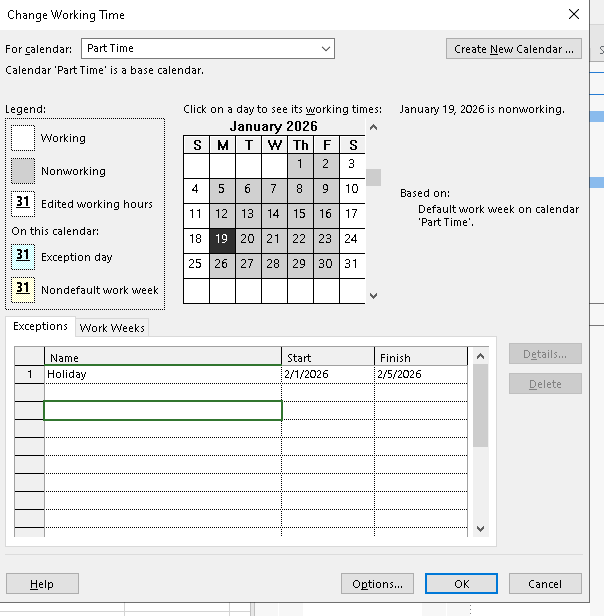 Change Working Time
For calendar: Part Time Create New Calendar ...
Calendar 'Part Time' is a base calendar.
Legend:
Working
Nonworking
31 Edited working hours
On this calendar:
31 Exception day
31 Nondefault work week
Click on a day to see its working times:
January 2026
S M T W Th F S
1 2 3
4 5 6 7 8 9 10
11 12 13 14 15 16 17
18 19 20 21 22 23 24
25 26 27 28 29 30 31
January 19, 2026 is nonworking.
Based on:
Default work week on calendar
'Part Time'.
Exceptions Work Weeks
Name Start Finish
1 Holiday 2/1/2026 2/5/2026
Details...
Delete
Help Options... OK Cancel